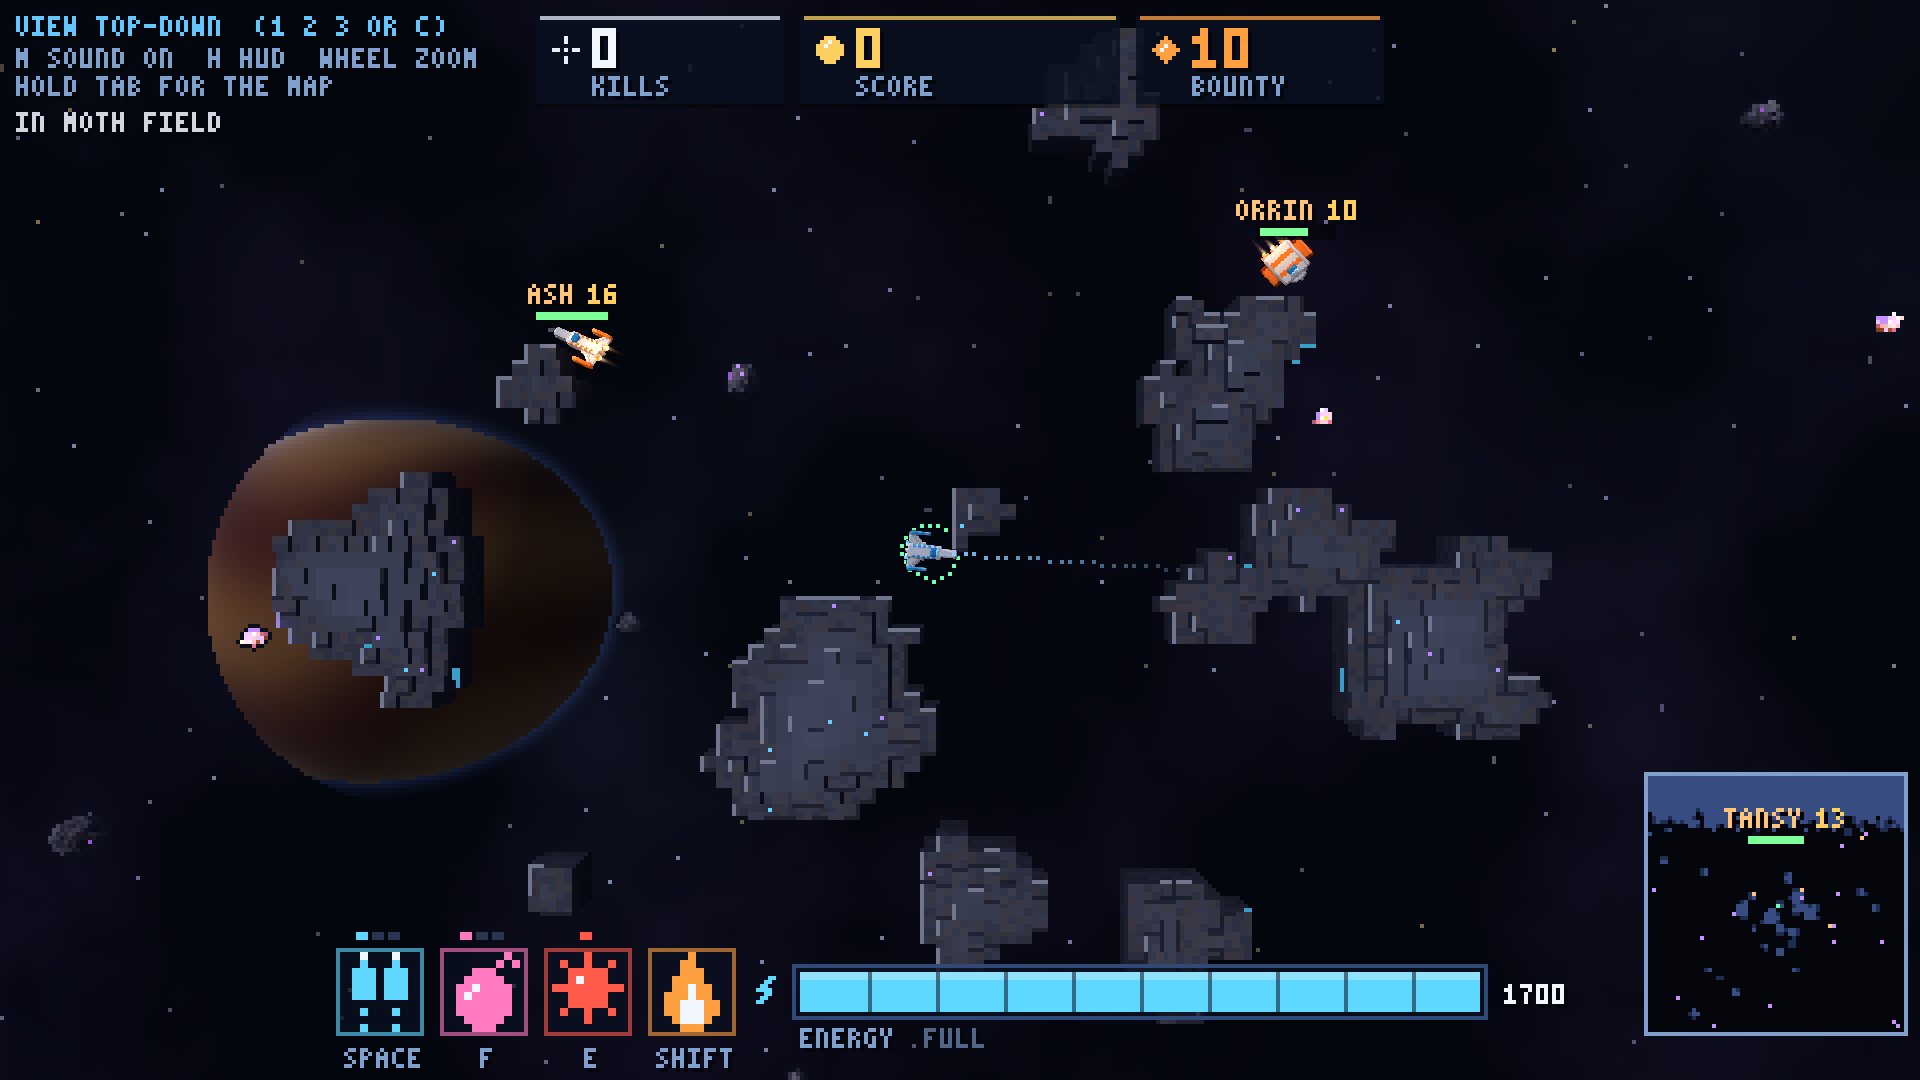 VIEW TOP-DOWN (1 2 3 OR C)
M SOUND ON H HUD WHEEL ZOOM
HOLD TAB FOR THE MAP
IN MOTH FIELD
0
KILLS
0
SCORE
10
BOUNTY
ORRIN 10
ASH 16
TANSY 13
SPACE
F
E
SHIFT
1700
ENERGY FULL